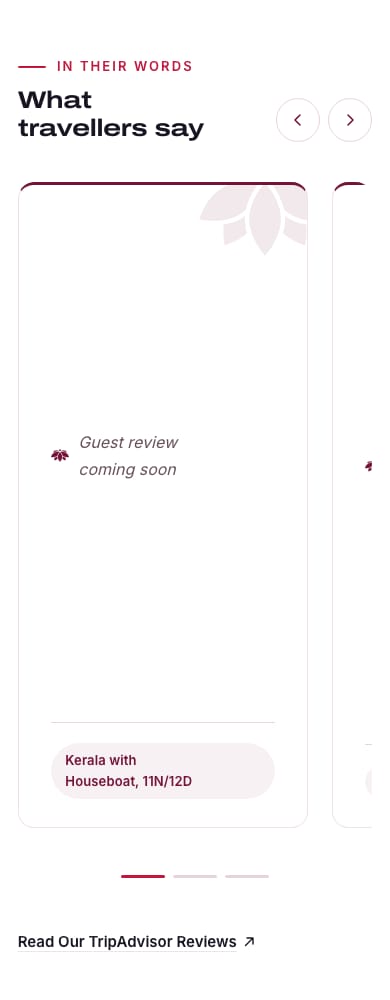 IN THEIR WORDS
What
travellers say
Guest review
coming soon
Kerala with
Houseboat, 11N/12D
Read Our TripAdvisor Reviews ↗